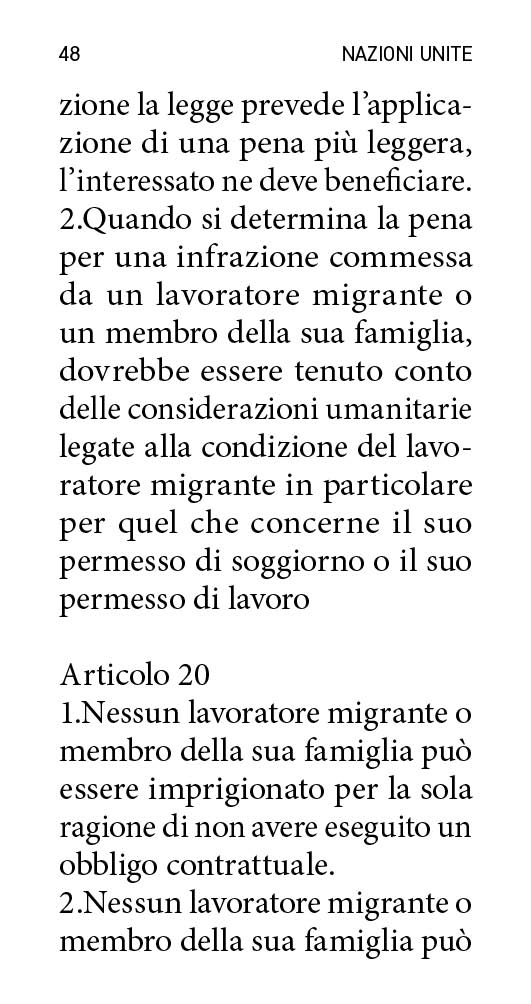 48 NAZIONI UNITE
zione la legge prevede l’applica-
zione di una pena più leggera,
l’interessato ne deve beneficiare.
2.Quando si determina la pena
per una infrazione commessa
da un lavoratore migrante o
un membro della sua famiglia,
dovrebbe essere tenuto conto
delle considerazioni umanitarie
legate alla condizione del lavo-
ratore migrante in particolare
per quel che concerne il suo
permesso di soggiorno o il suo
permesso di lavoro
Articolo 20
1.Nessun lavoratore migrante o
membro della sua famiglia può
essere imprigionato per la sola
ragione di non avere eseguito un
obbligo contrattuale.
2.Nessun lavoratore migrante o
membro della sua famiglia può